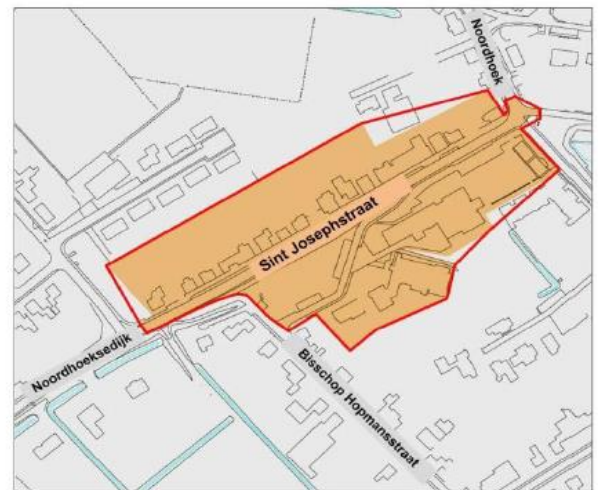 Noordhoek
Sint Josephstraat
Noordhoeksedijk
Bisschop Hopmansstraat